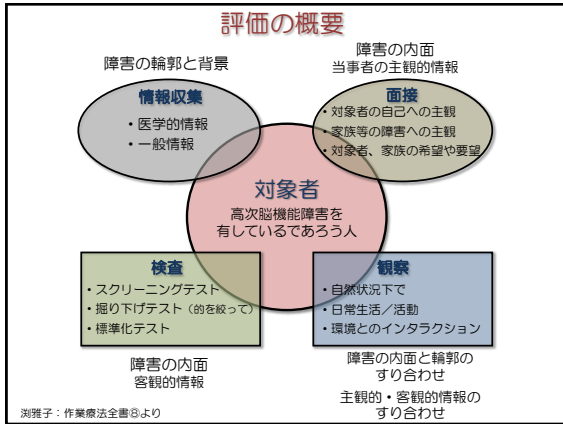 評価の概要
障害の輪郭と背景
情報収集
・医学的情報
・一般情報
障害の内面
当事者の主観的情報
面接
・対象者の自己への主観
・家族等の障害への主観
・対象者、家族の希望や要望
対象者
高次脳機能障害を
有しているであろう人
検査
・スクリーニングテスト
・掘り下げテスト(的を絞って)
・標準化テスト
障害の内面
客観的情報
観察
・自然状況下で
・日常生活／活動
・環境とのインタラクション
障害の内面と輪郭の
すり合わせ
主観的・客観的情報の
すり合わせ
渕雅子：作業療法全書⑧より